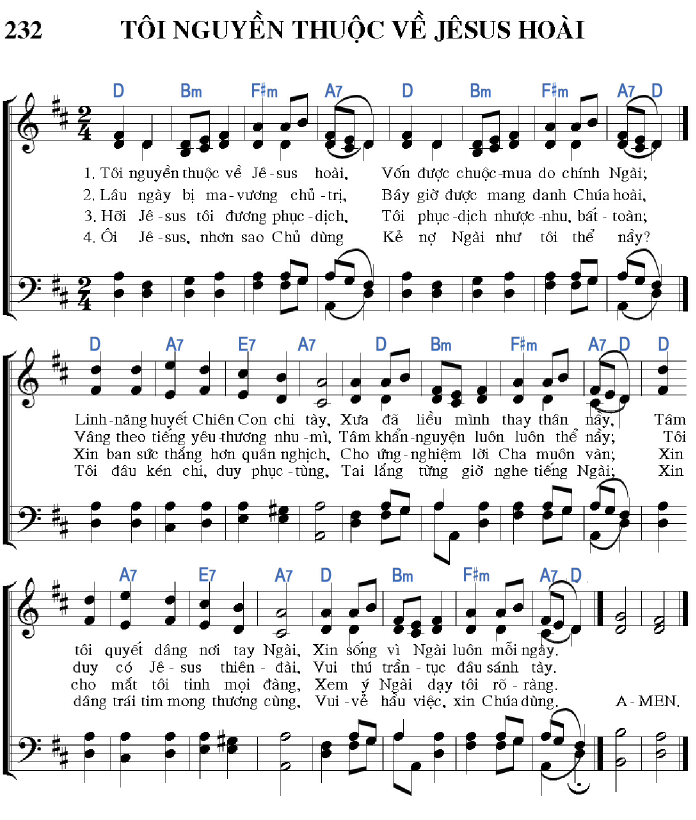 232 TÔI NGUYỀN THUỘC VỀ JÊSUS HOÀI
D Bm F♯m A7 D Bm F♯m A7 D
1. Tôi nguyền thuộc về Jê-sus hoài, Vốn được chuộc-mua do chính Ngài;
2. Lâu ngày bị ma-vương chủ-trị, Bây giờ được mang danh Chúa hoài,
3. Hỡi Jê-sus tôi đương phục-dịch, Tôi phục-dịch nhược-nhu, bất-toàn;
4. Ôi Jê-sus, nhơn sao Chủ dùng Kẻ nợ Ngài như tôi thể nầy?
D A7 E7 A7 D Bm F♯m A7 D D
Linh-năng huyết Chiên Con chi tày, Xưa đã liều mình thay thân nầy, Tâm
Vâng theo tiếng yêu-thương nhu-mì, Tâm khẩn-nguyện luôn luôn thể nầy; Tôi
Xin ban sức thắng hơn quân nghịch, Cho ứng-nghiệm lời Cha muôn vàn; Xin
Tôi đâu kén chi, duy phục-tùng, Tai lắng từng giờ nghe tiếng Ngài; Xin
A7 E7 A7 D Bm F♯m A7 D
tôi quyết dâng nơi tay Ngài, Xin sống vì Ngài luôn mỗi ngày.
duy có Jê-sus thiên-đài, Vui thú trần-tục đâu sánh tày.
cho mắt tôi tinh mọi đàng, Xem ý Ngài dạy tôi rõ-ràng.
dâng trái tim mong thương cùng, Vui-vẻ hầu việc, xin Chúa dùng. A-MEN.